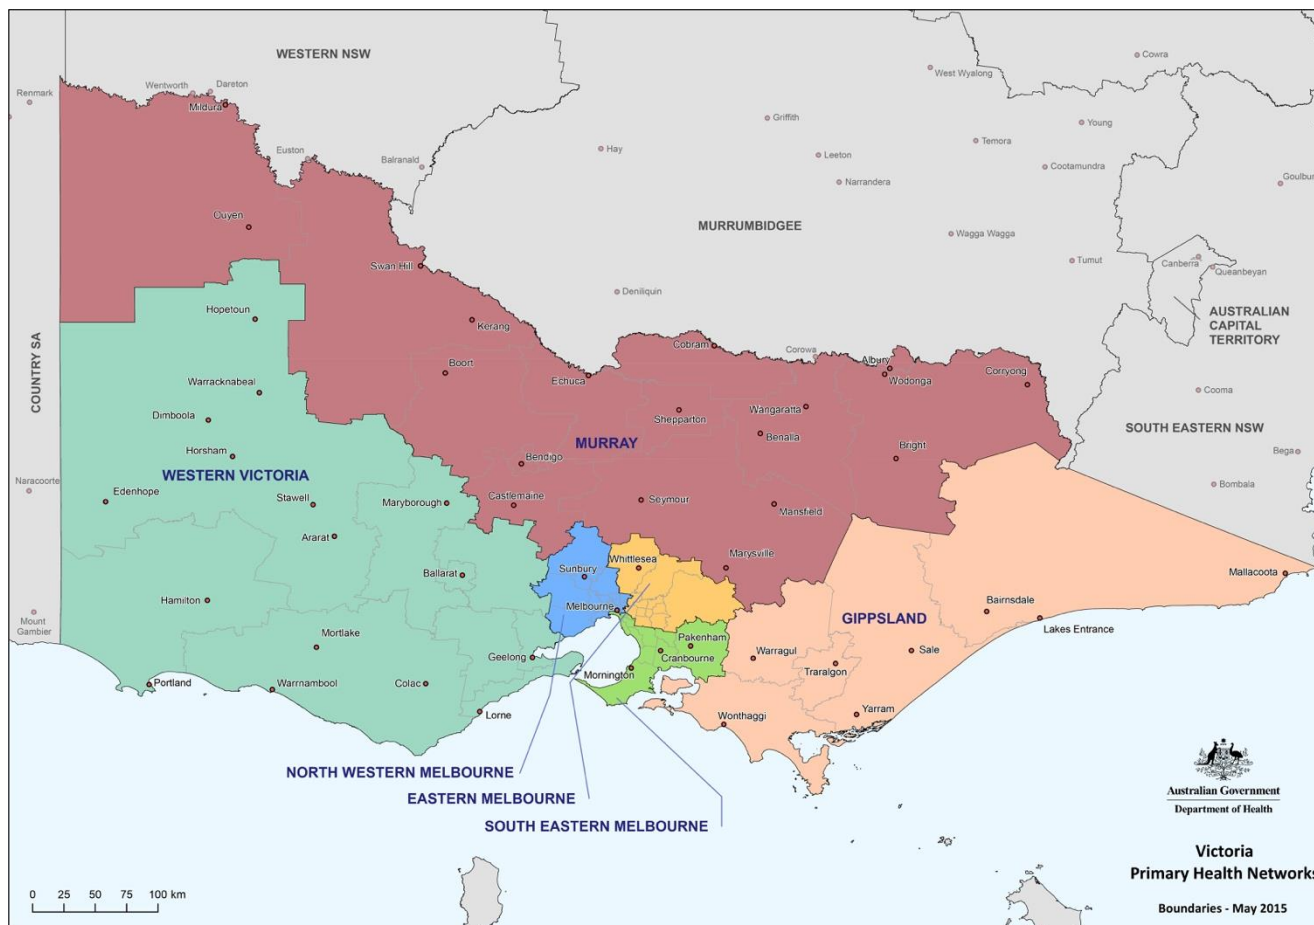 WESTERN NSW
Cowra
West Wyalong
Renmark
Wentworth
Dareton
Mildura
Griffith
Young
Temora
Euston
Balranald
Hay
Leeton
Cootamundra
Narrandera
Goulbur
Ouyen
MURRUMBIDGEE
Wagga Wagga
Swan Hill
Tumut
Canberra
Queanbeyan
Deniliquin
Hopetoun
Kerang
AUSTRALIAN
CAPITAL
TERRITORY
COUNTRY SA
Cobram
Corowa
Albury
Boort
Echuca
Wodonga
Corryong
Warracknabeal
Cooma
Dimboola
Shepparton
Wangaratta
SOUTH EASTERN NSW
Benalla
MURRAY
Bright
Horsham
Bendigo
Bega
WESTERN VICTORIA
Naracoorte
Bombala
Edenhope
Stawell
Maryborough
Castlemaine
Seymour
Mansfield
Ararat
Whittlesea
Marysville
Sunbury
Ballarat
Mallacoota
Hamilton
Melbourne
Bairnsdale
Mount
Gambier
GIPPSLAND
Lakes Entrance
Mortlake
Pakenham
Geelong
Cranbourne
Warragul
Sale
Mornington
Traralgon
Portland
Warrnambool
Colac
Lorne
Wonthaggi
Yarram
NORTH WESTERN MELBOURNE
EASTERN MELBOURNE
SOUTH EASTERN MELBOURNE
Australian Government
Department of Health
Victoria
Primary Health Networks
Boundaries - May 2015
0 25 50 75 100 km